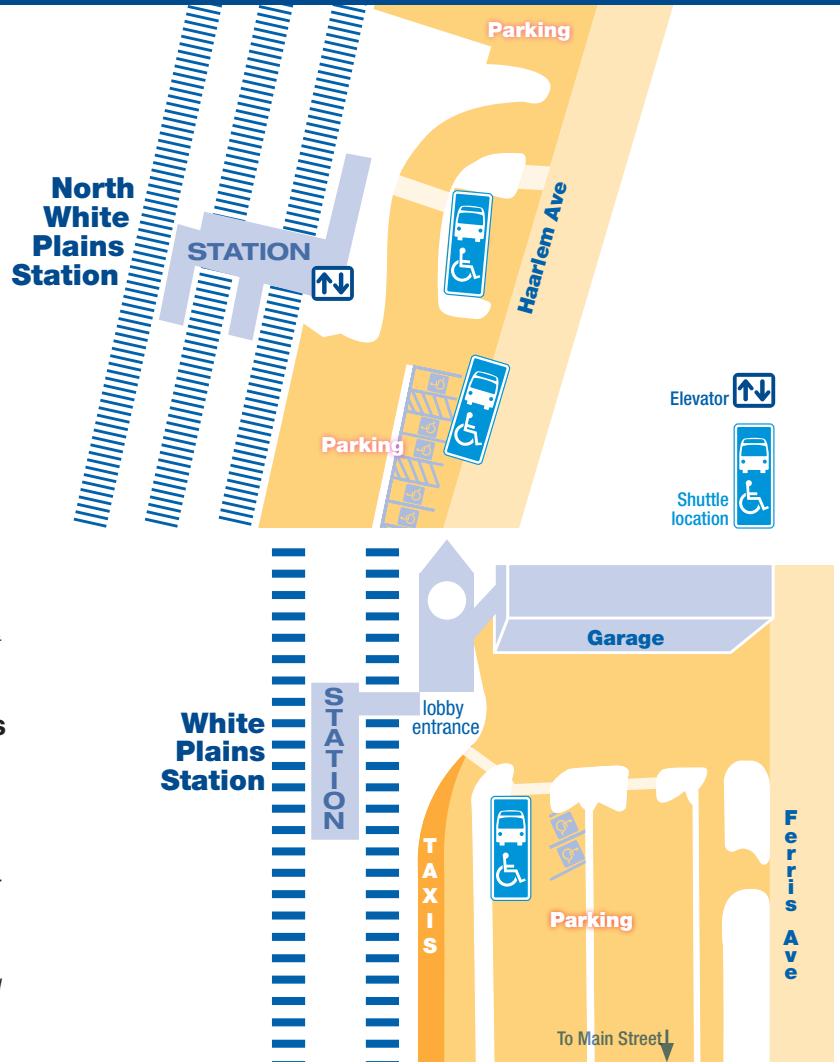 Parking
North
White
Plains
Station
STATION
Haarlem Ave
Parking
Elevator
Shuttle
location
Garage
White
Plains
Station
STATION
lobby
entrance
TAXIS
Ferris Ave
Parking
To Main Street